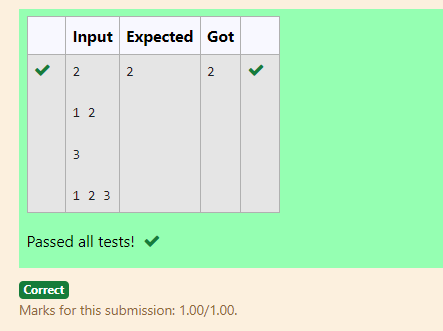 Input Expected Got
2 2 2
1 2
3
1 2 3
Passed all tests!
Correct
Marks for this submission: 1.00/1.00.